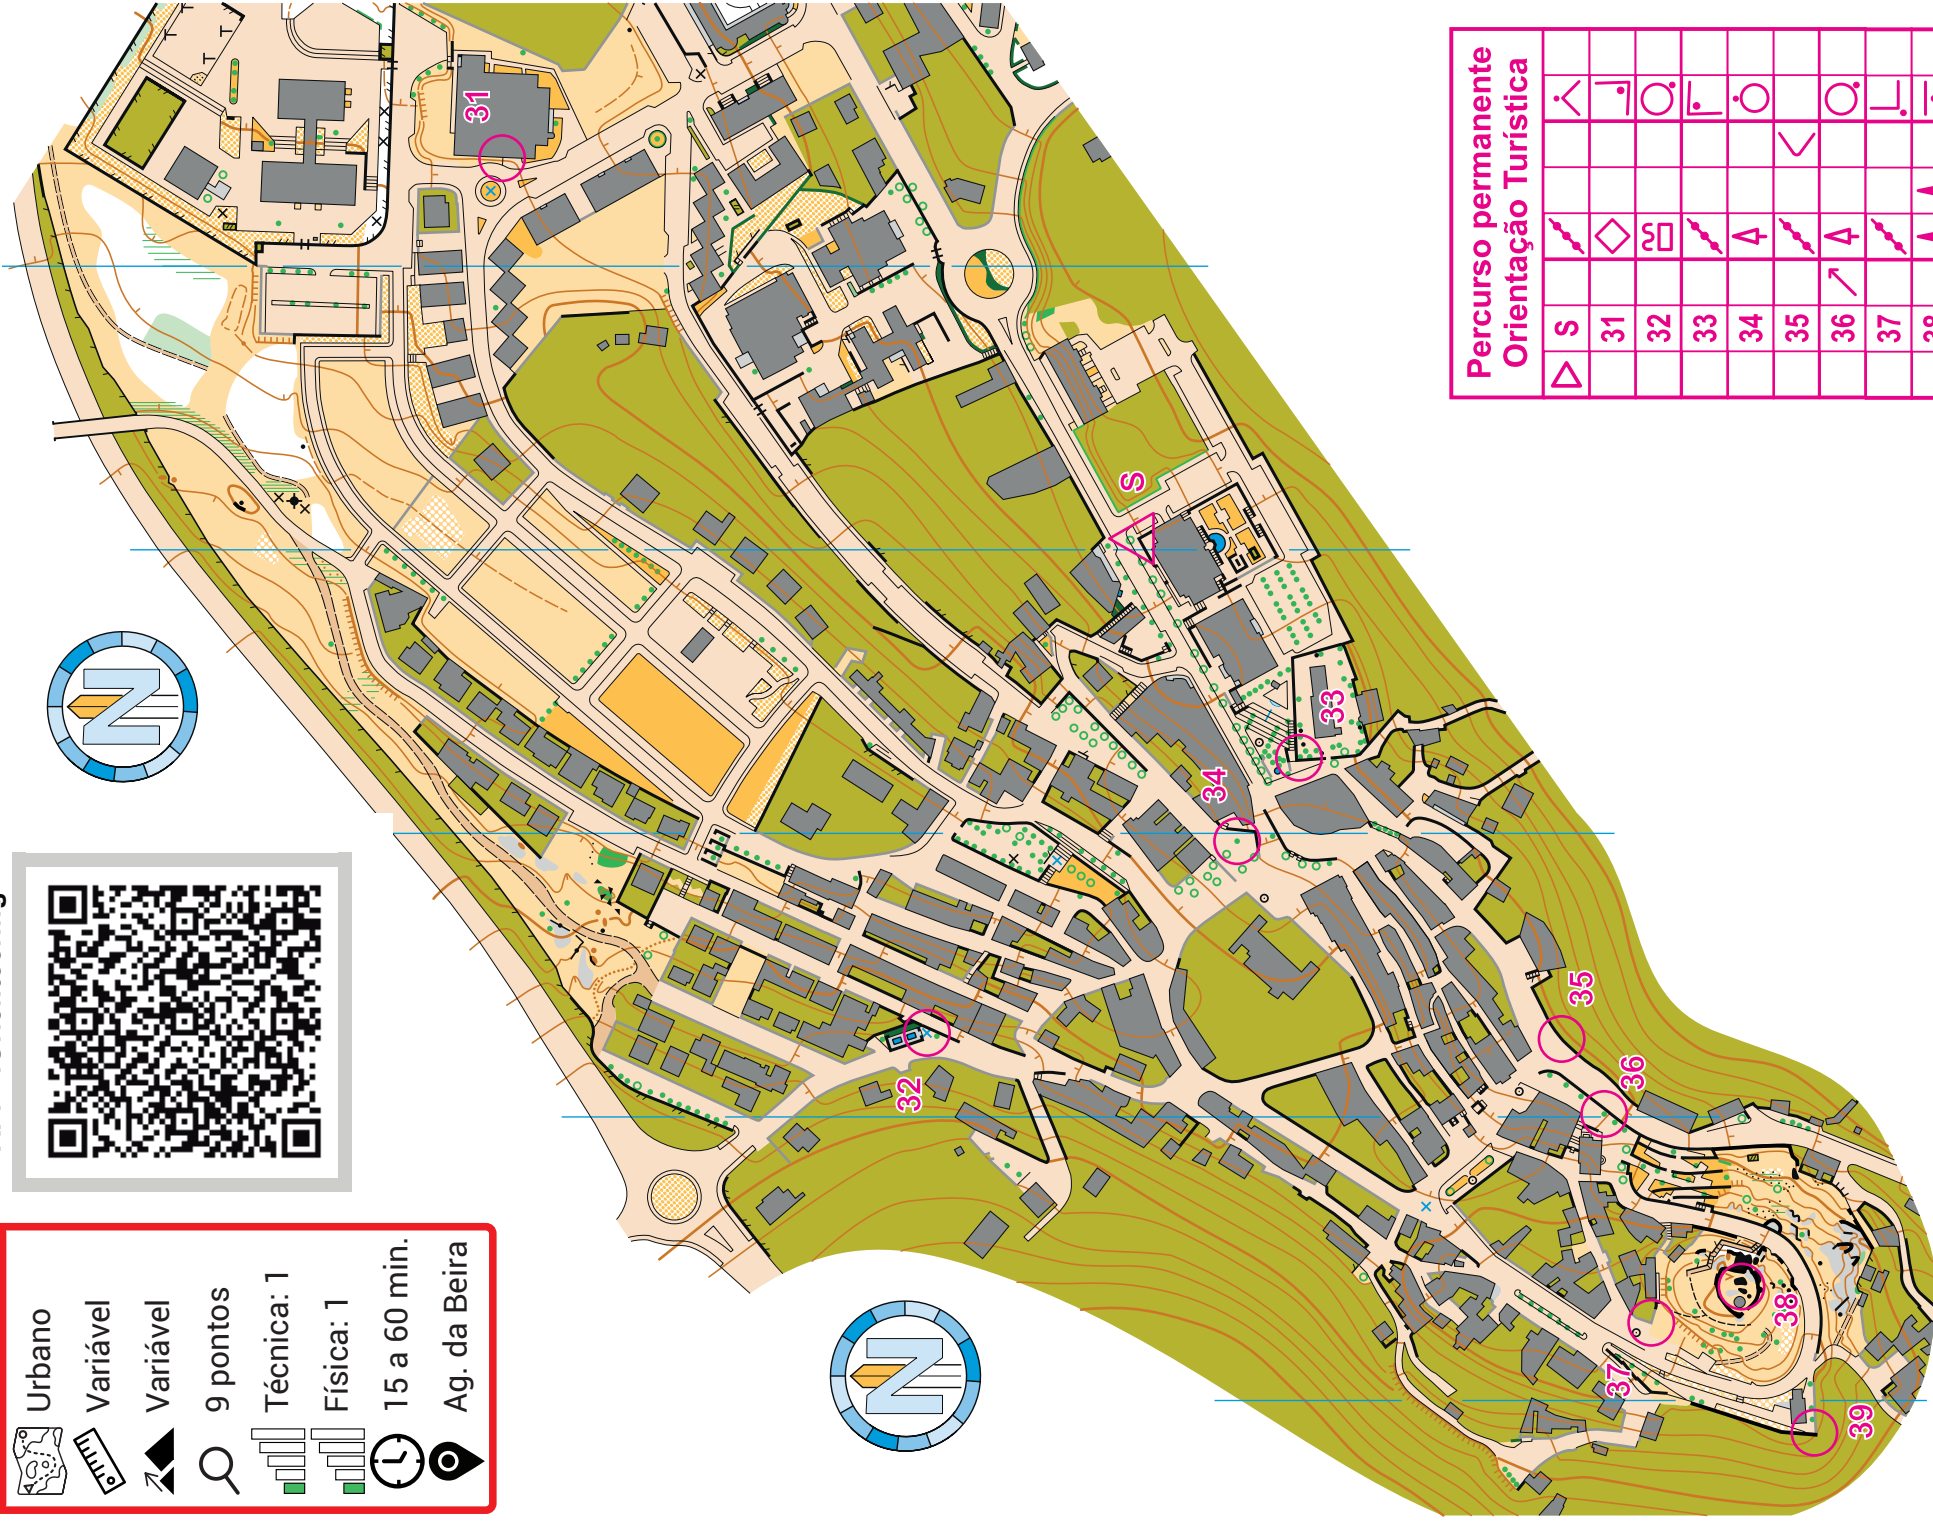 Urbano
Variável
Variável
9 pontos
Técnica: 1
Física: 1
15 a 60 min.
Ag. da Beira
N
N
31
32
33
34
35
36
37
38
39
S
Percurso permanente
Orientação Turística
S
31
32
33
34
35
36
37
38